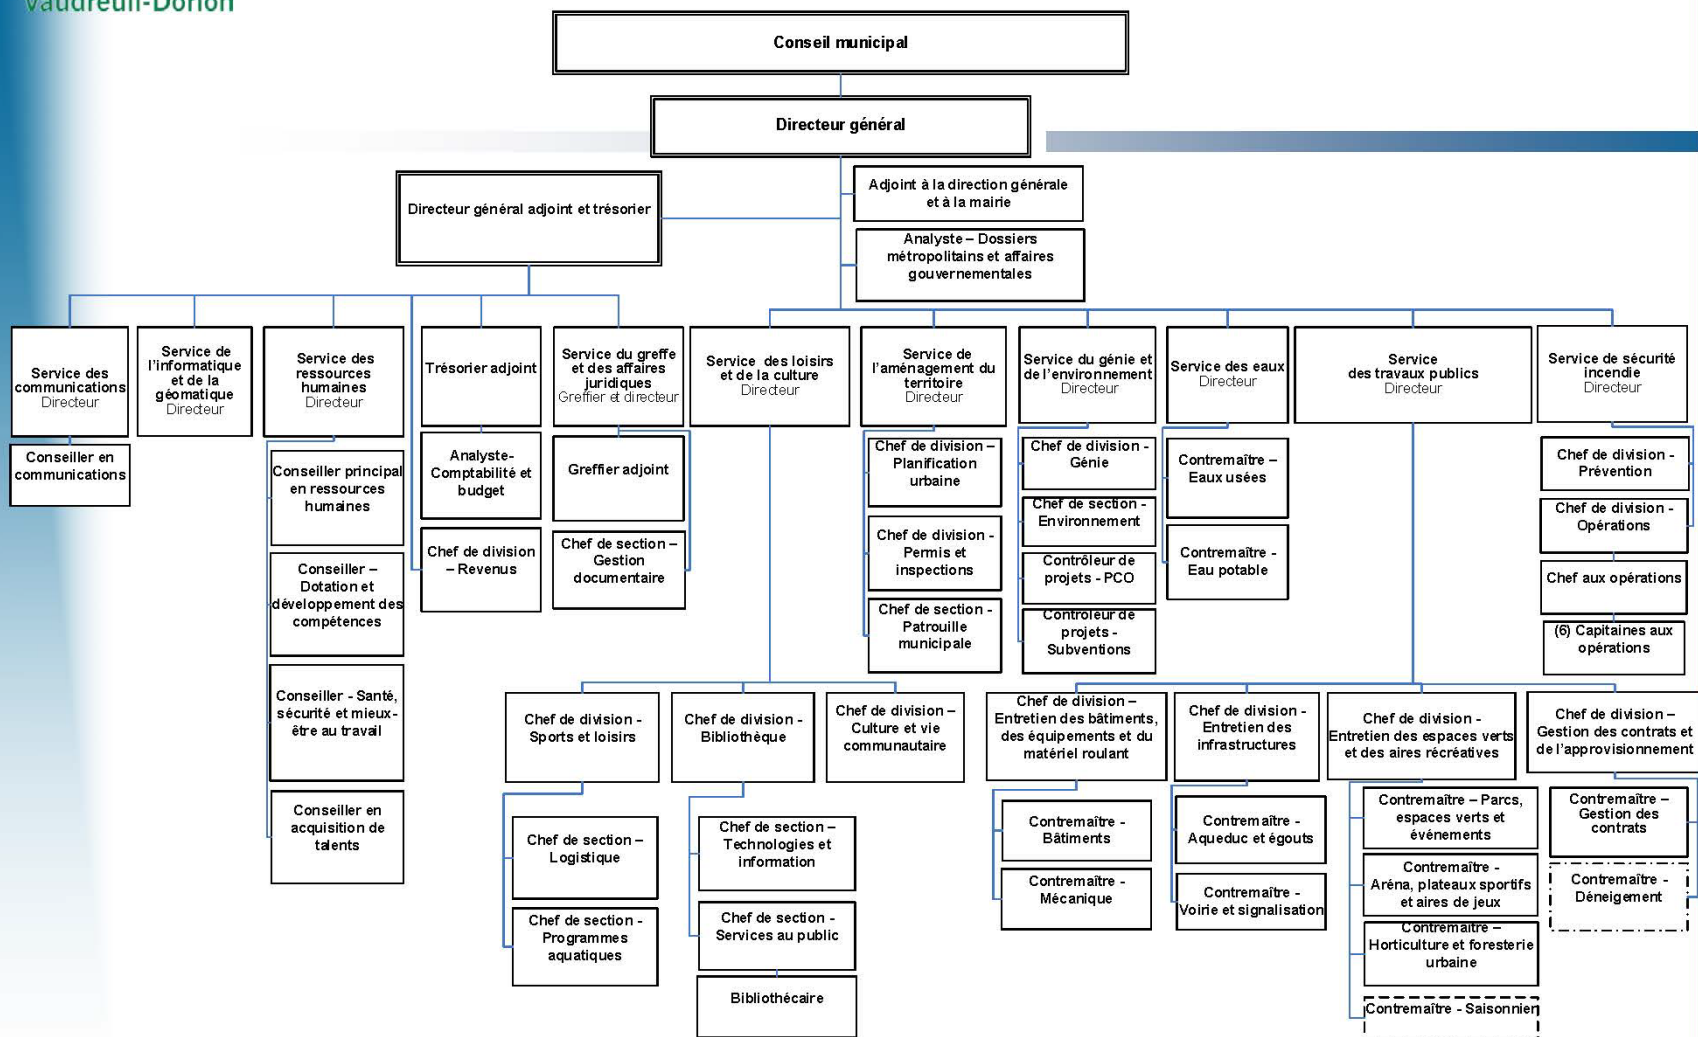 Vaudreuil-Dorion
Conseil municipal
Directeur général
Adjoint à la direction générale
et à la mairie
Directeur général adjoint et trésorier
Analyste – Dossiers
métropolitains et affaires
gouvernementales
Service des
communications
Directeur
Conseiller en
communications
Service de
l'informatique
et de la
géomatique
Directeur
Service des
ressources
humaines
Directeur
Conseiller principal
en ressources
humaines
Conseiller –
Dotation et
développement des
compétences
Conseiller - Santé,
sécurité et mieux-
être au travail
Conseiller en
acquisition de
talents
Trésorier adjoint
Analyste-
Comptabilité et
budget
Chef de division
– Revenus
Service du greffe
et des affaires
juridiques
Greffier et directeur
Greffier adjoint
Chef de section –
Gestion
documentaire
Service des loisirs
et de la culture
Directeur
Chef de division -
Sports et loisirs
Chef de section –
Logistique
Chef de section -
Programmes
aquatiques
Chef de division -
Bibliothèque
Chef de section –
Technologies et
information
Chef de section -
Services au public
Bibliothécaire
Chef de division –
Culture et vie
communautaire
Service de
l'aménagement du
territoire
Directeur
Chef de division –
Planification
urbaine
Chef de division -
Permis et
inspections
Chef de section -
Patrouille
municipale
Service du génie et
de l'environnement
Directeur
Chef de division -
Génie
Chef de section -
Environnement
Contrôleur de
projets - PCO
Contrôleur de
projets -
Subventions
Service des eaux
Directeur
Contremaître –
Eaux usées
Contremaître -
Eau potable
Service
des travaux publics
Directeur
Chef de division –
Entretien des bâtiments,
des équipements et du
matériel roulant
Contremaître -
Bâtiments
Contremaître -
Mécanique
Chef de division -
Entretien des
infrastructures
Contremaître -
Aqueduc et égouts
Contremaître -
Voirie et signalisation
Chef de division -
Entretien des espaces verts
et des aires récréatives
Contremaître – Parcs,
espaces verts et
événements
Contremaître -
Aréna, plateaux sportifs
et aires de jeux
Contremaître –
Horticulture et foresterie
urbaine
Contremaître - Saisonnier
Chef de division –
Gestion des contrats et
de l'approvisionnement
Contremaître –
Gestion des
contrats
Contremaître -
Déneigement
Service de sécurité
incendie
Directeur
Chef de division -
Prévention
Chef de division -
Opérations
Chef aux opérations
(6) Capitaines aux
opérations